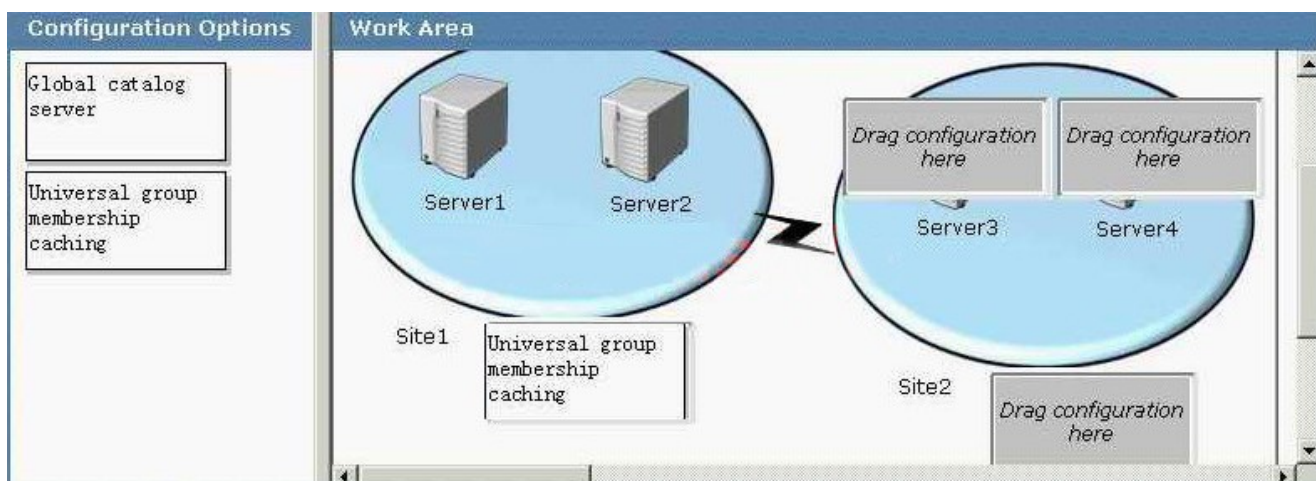 Configuration Options
Work Area
Global catalog
server
Universal group
membership
caching
Server1
Server2
Drag configuration
here
Drag configuration
here
Server3
Server4
Site1
Universal group
membership
caching
Site2
Drag configuration
here